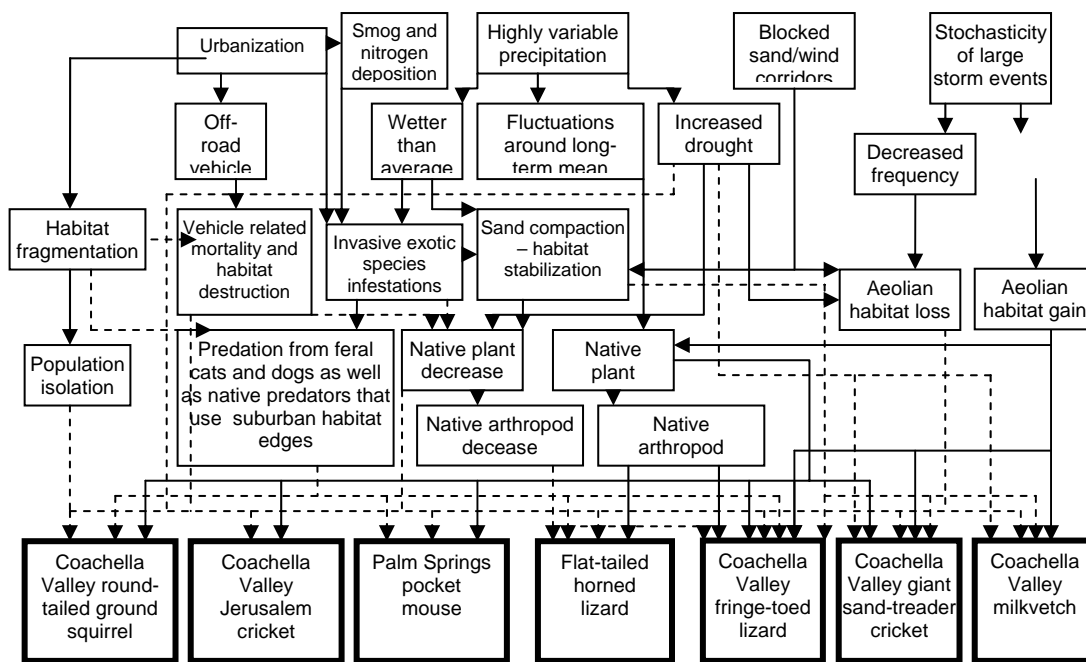 Urbanization
Smog and
nitrogen
deposition
Highly variable
precipitation
Blocked
sand/wind
corridors
Stochasticity
of large
storm events
Off-
road
vehicle
Wetter
than
average
Fluctuations
around long-
term mean
Increased
drought
Decreased
frequency
Habitat
fragmentation
Vehicle related
mortality and
habitat
destruction
Invasive exotic
species
infestations
Sand compaction
– habitat
stabilization
Aeolian
habitat loss
Aeolian
habitat gain
Population
isolation
Predation from feral
cats and dogs as well
as native predators that
use suburban habitat
edges
Native plant
decrease
Native
plant
Native arthropod
decease
Native
arthropod
Coachella
Valley round-
tailed ground
squirrel
Coachella
Valley
Jerusalem
cricket
Palm Springs
pocket
mouse
Flat-tailed
horned
lizard
Coachella
Valley
fringe-toed
lizard
Coachella
Valley giant
sand-treader
cricket
Coachella
Valley
milkvetch